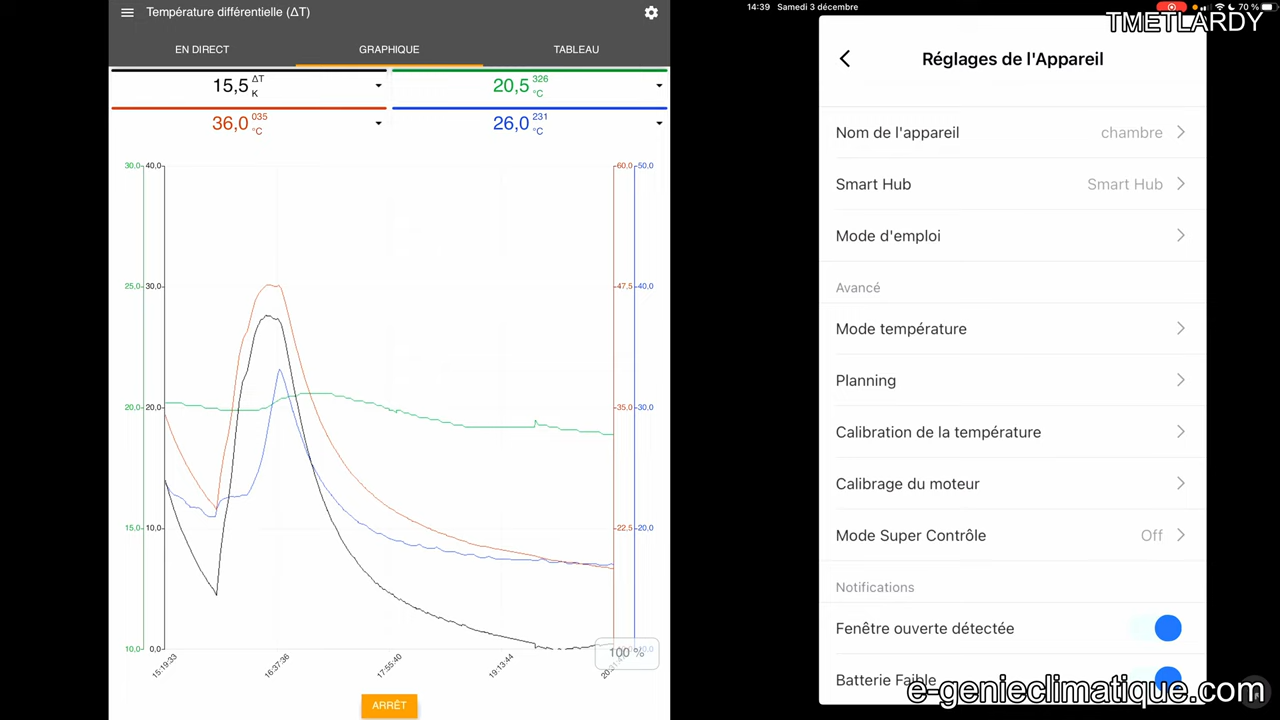 Température différentielle (ΔT)
EN DIRECT
GRAPHIQUE
TABLEAU
15,5 ΔT K
20,5 326 °C
36,0 035 °C
26,0 231 °C
30,0 40,0 60,0 50,0
25,0 30,0 47,5 40,0
20,0 20,0 35,0 30,0
15,0 10,0 22,5 20,0
10,0 0,0
100 %
15:19:33
16:37:36
17:55:40
19:13:44
ARRÊT
14:39 Samedi 3 décembre
70 %
TMETLARDY
Réglages de l'Appareil
Nom de l'appareil chambre
Smart Hub Smart Hub
Mode d'emploi
Avancé
Mode température
Planning
Calibration de la température
Calibrage du moteur
Mode Super Contrôle Off
Notifications
Fenêtre ouverte détectée
Batterie Faible
e-genieclimatique.com